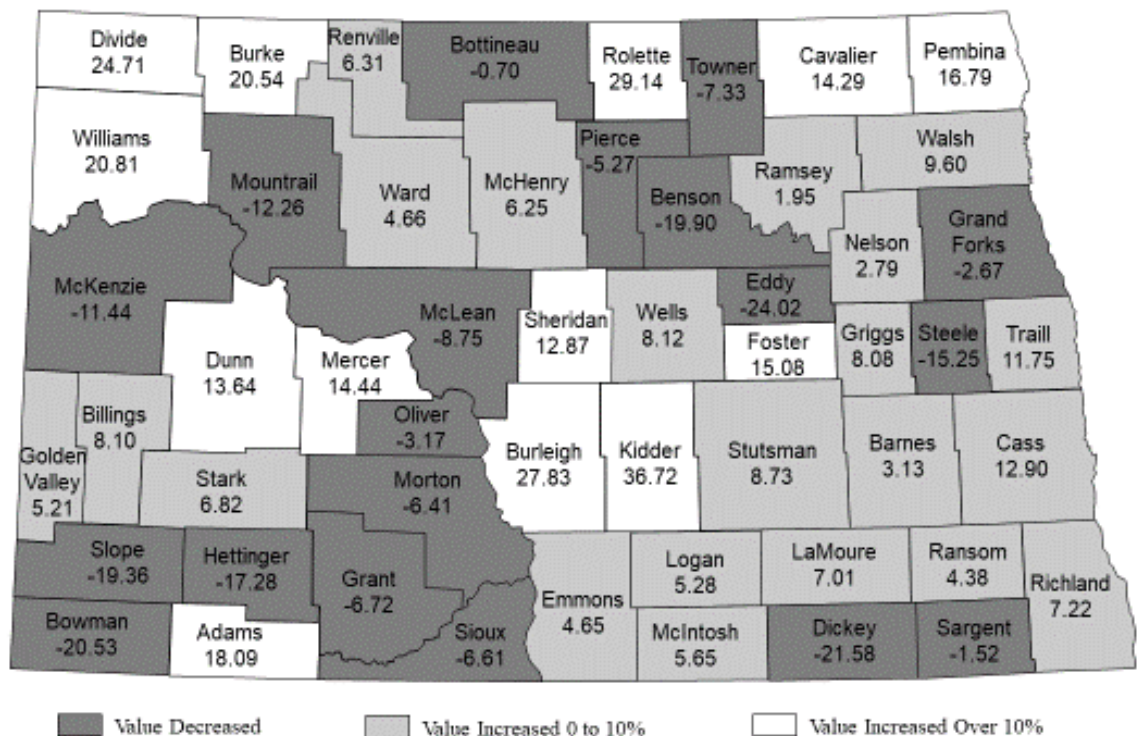 Divide
24.71
Burke
20.54
Renville
6.31
Bottineau
-0.70
Rolette
29.14
Towner
-7.33
Cavalier
14.29
Pembina
16.79
Williams
20.81
Mountrail
-12.26
Ward
4.66
McHenry
6.25
Pierce
-5.27
Benson
-19.90
Ramsey
1.95
Walsh
9.60
Nelson
2.79
Grand
Forks
-2.67
McKenzie
-11.44
Dunn
13.64
Mercer
14.44
McLean
-8.75
Sheridan
12.87
Wells
8.12
Eddy
-24.02
Foster
15.08
Griggs
8.08
Steele
-15.25
Traill
11.75
Golden
Valley
5.21
Billings
8.10
Stark
6.82
Oliver
-3.17
Morton
-6.41
Burleigh
27.83
Kidder
36.72
Stutsman
8.73
Barnes
3.13
Cass
12.90
Slope
-19.36
Hettinger
-17.28
Grant
-6.72
Bowman
-20.53
Adams
18.09
Sioux
-6.61
Emmons
4.65
Logan
5.28
McIntosh
5.65
LaMoure
7.01
Dickey
-21.58
Ransom
4.38
Sargent
-1.52
Richland
7.22
Value Decreased
Value Increased 0 to 10%
Value Increased Over 10%